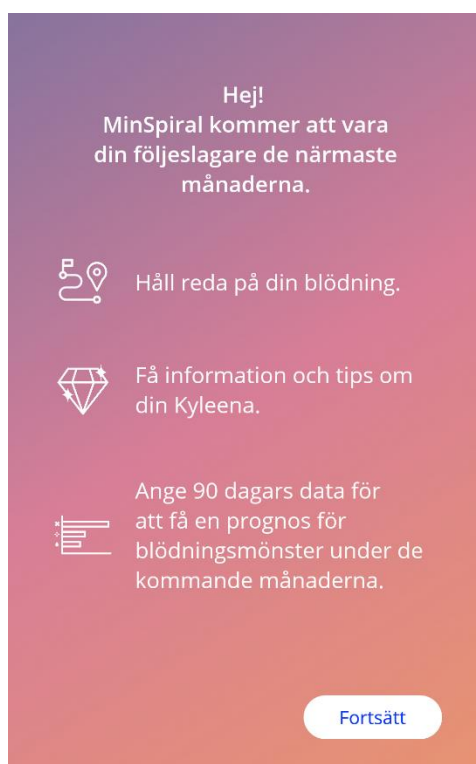 Hej!
MinSpiral kommer att vara
din följeslagare de närmaste
månaderna.
Håll reda på din blödning.
Få information och tips om
din Kyleena.
Ange 90 dagars data för
att få en prognos för
blödningsmönster under de
kommande månaderna.
Fortsätt